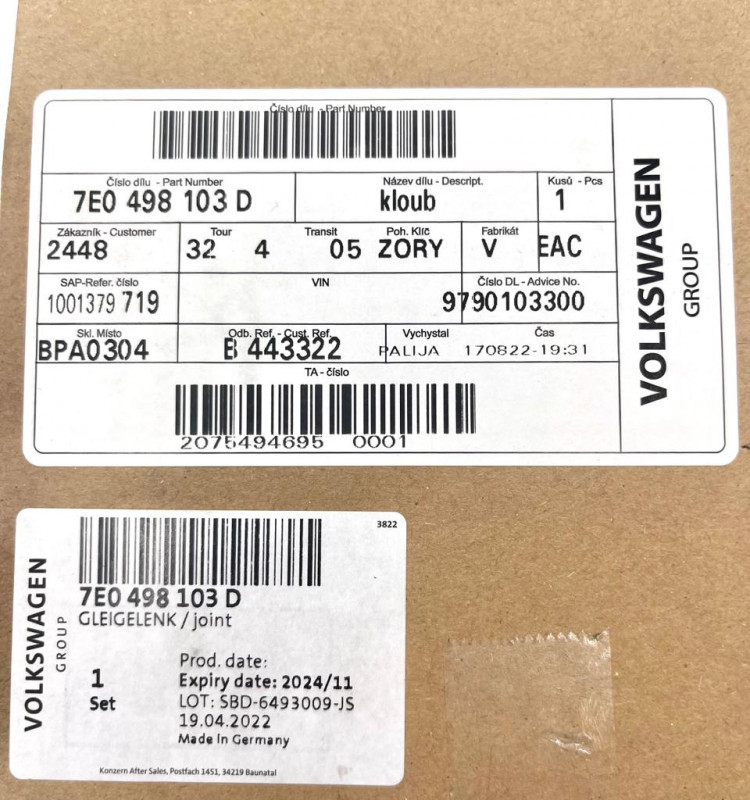 Číslo dílu - Part Number
Číslo dílu - Part Number Název dílu - Descript. Kusů - Pcs
7E0 498 103 D kloub 1
Zákazník - Customer Tour Transit Poh. Klíč Fabrikát
2448 32 4 05 ZORY V EAC
SAP-Refer. číslo VIN Číslo DL - Advice No.
1001379 719 9790103300
Skl. Místo Odb. Ref. - Cust. Ref. Vychystal Čas
BPA0304 B 443322 PALIJA 170822-19:31
TA - číslo
2075494695 0001
VOLKSWAGEN
GROUP
3822
7E0 498 103 D
GLEIGELENK / joint
VOLKSWAGEN
GROUP
1
Set
Prod. date:
Expiry date: 2024/11
LOT: SBD-6493009-JS
19.04.2022
Made in Germany
Konzern After Sales, Postfach 1451, 34219 Baunatal